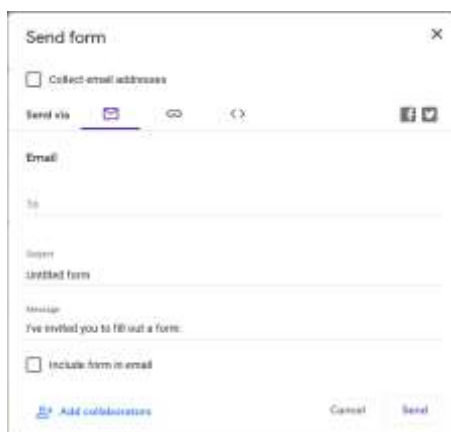 Send form
Collect email addresses
Send via
Email
To
Subject
Untitled form
Message
I've invited you to fill out a form:
Include form in email
Add collaborators
Cancel
Send